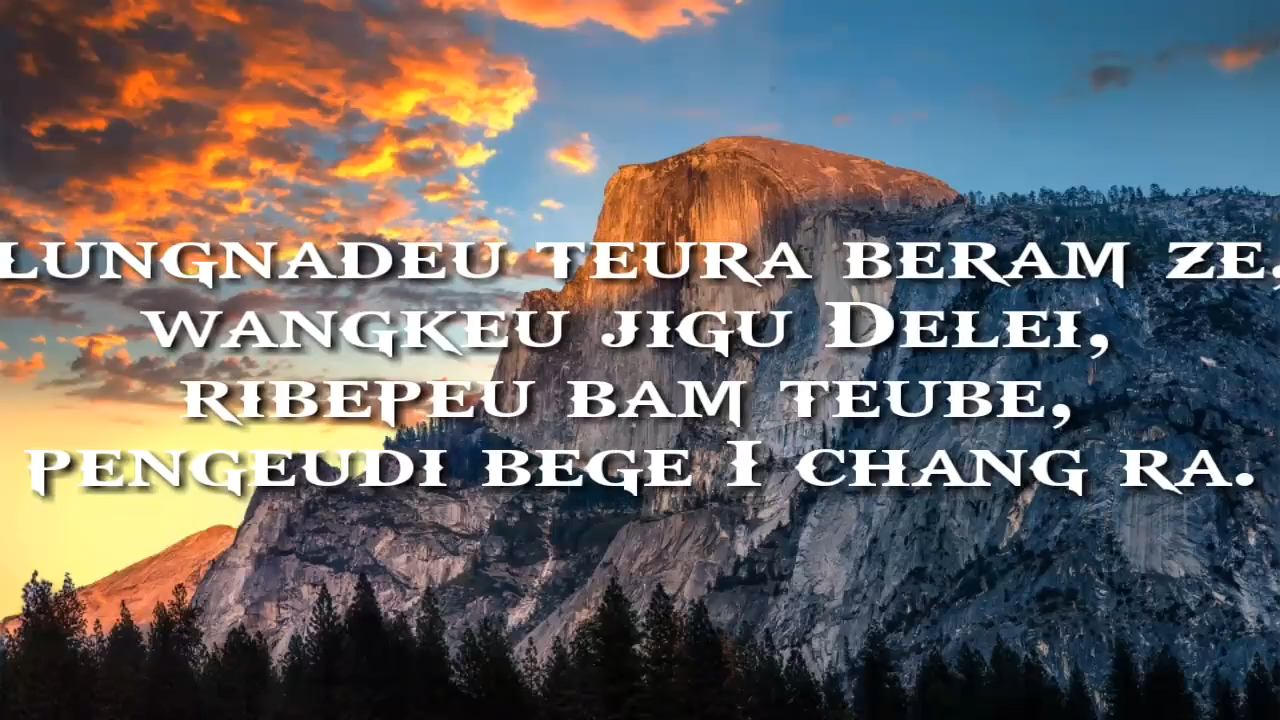 lungnadeu teura beram ze,
wangkeu jigu Delei,
ribepeu bam teube,
pengeudi bege I chang ra.